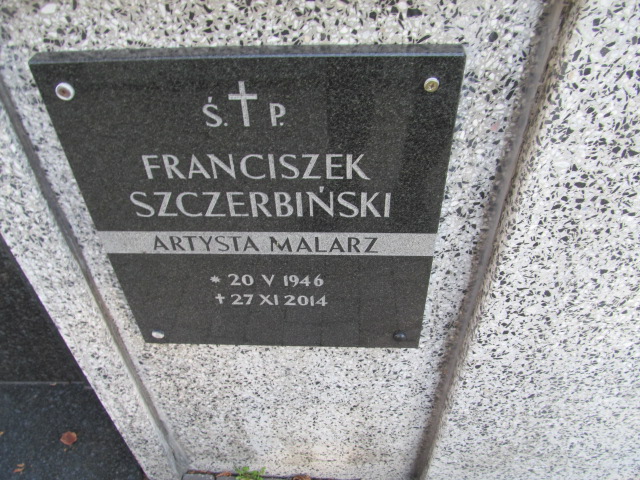 Ś. ✝ P.
FRANCISZEK
SZCZERBIŃSKI
ARTYSTA MALARZ
* 20 V 1946
✝ 27 XI 2014